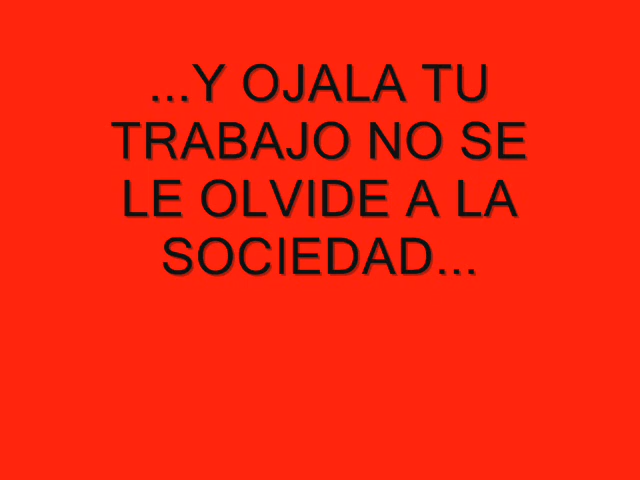 ...Y OJALA TU
TRABAJO NO SE
LE OLVIDE A LA
SOCIEDAD...